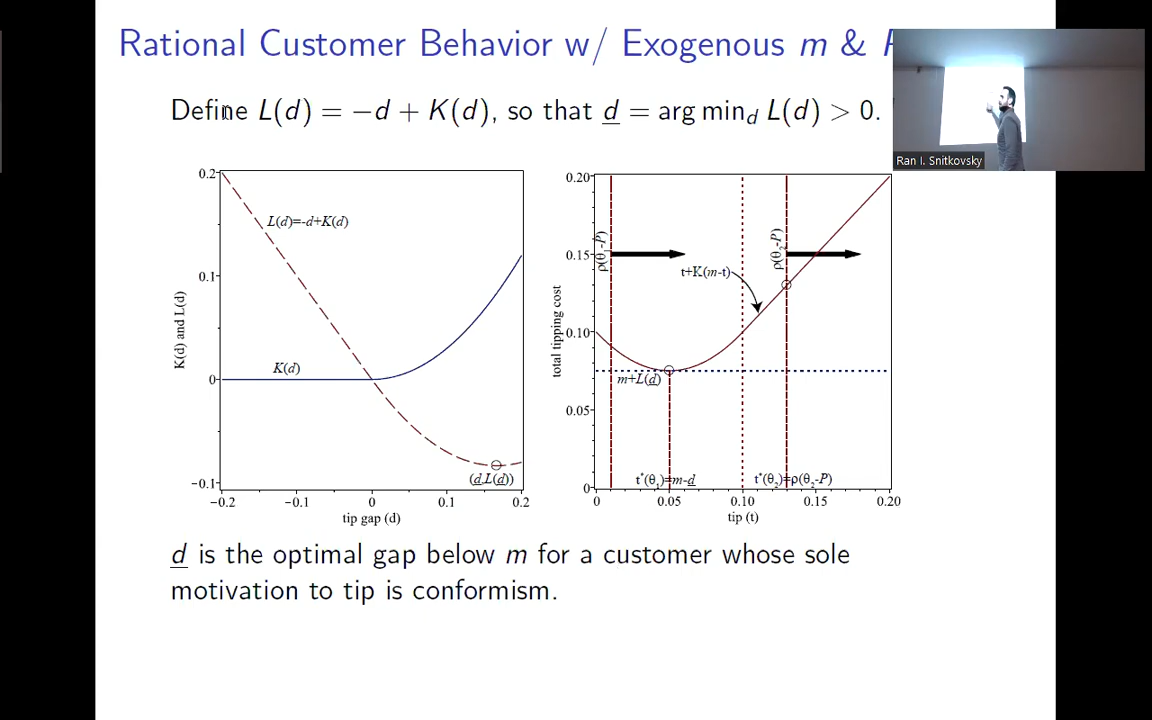 Rational Customer Behavior w/ Exogenous m &
Define L(d) = −d + K(d), so that d = arg min_d L(d) > 0.
Ran I. Snitkovsky
K(d) and L(d)
0.2
0.1
0
−0.1
L(d)=-d+K(d)
K(d)
(d,L(d))
−0.2
−0.1
0
0.1
0.2
tip gap (d)
total tipping cost
0.20
0.15
0.10
0.05
0
ρ(θ₁-P)
ρ(θ₂-P)
t+K(m-t)
m+L(d)
t*(θ₁)=m-d
t*(θ₂)=ρ(θ₂-P)
0
0.05
0.10
0.15
0.20
tip (t)
d is the optimal gap below m for a customer whose sole
motivation to tip is conformism.